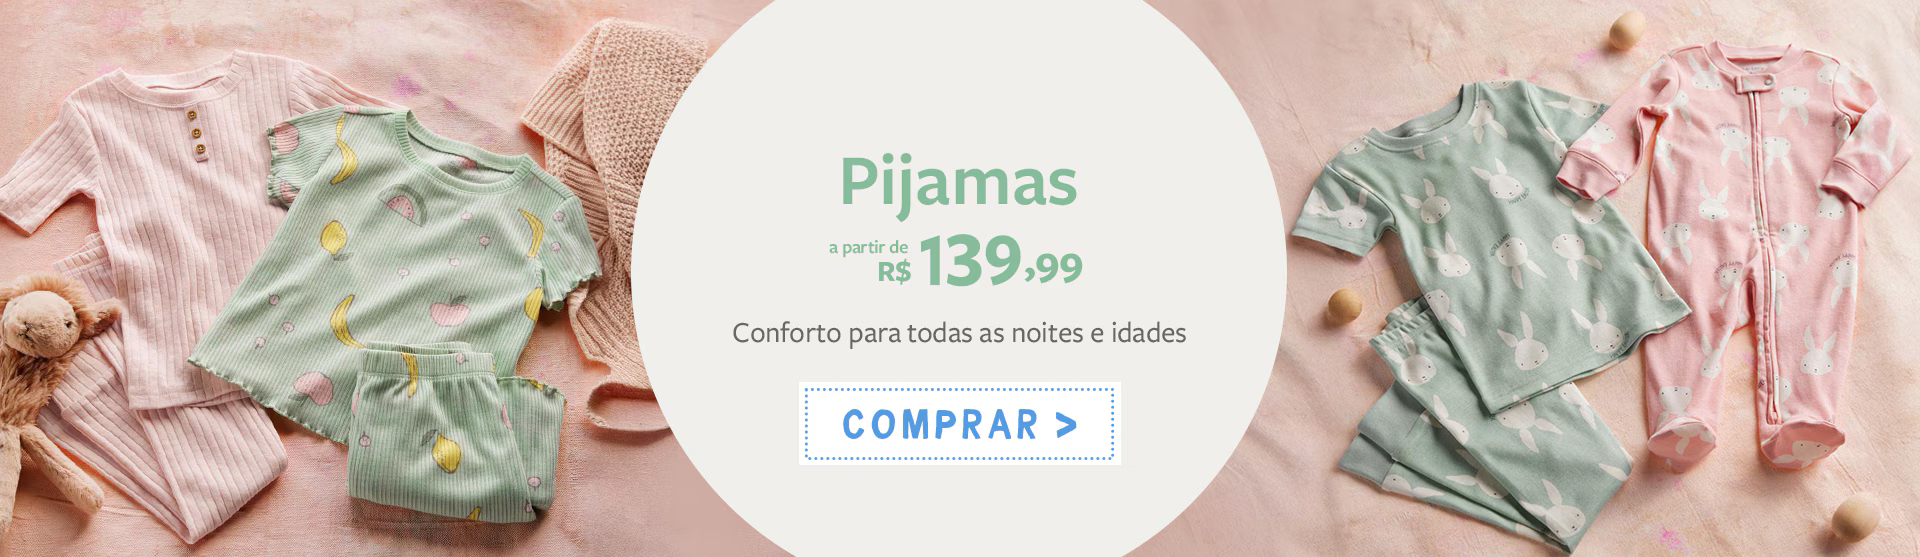 Pijamas
a partir de
R$ 139,99
Conforto para todas as noites e idades
COMPRAR >